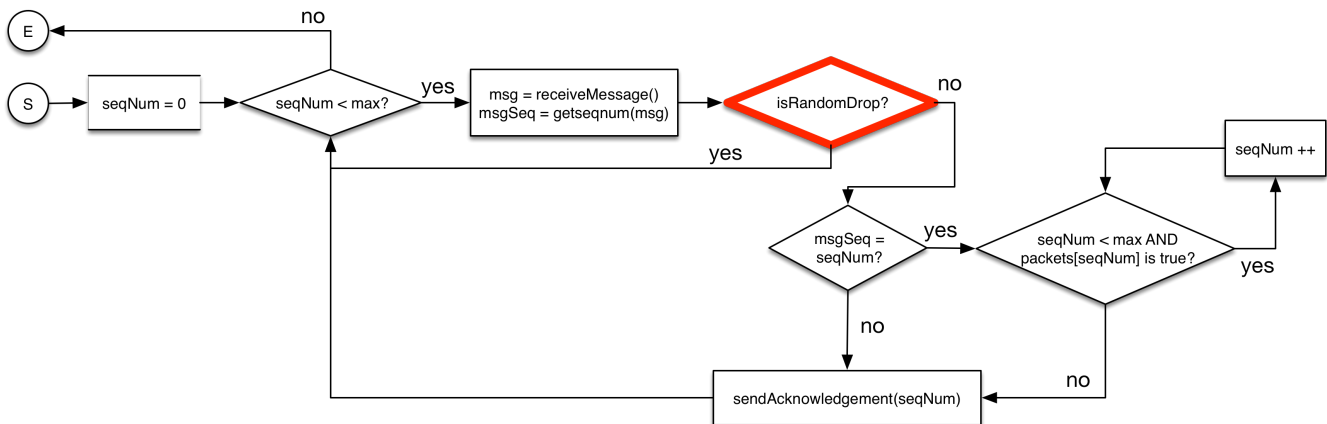 no
E
S
seqNum = 0
seqNum < max?
yes
msg = receiveMessage()
msgSeq = getseqnum(msg)
isRandomDrop?
no
yes
seqNum ++
msgSeq =
seqNum?
yes
seqNum < max AND
packets[seqNum] is true?
yes
no
no
sendAcknowledgement(seqNum)